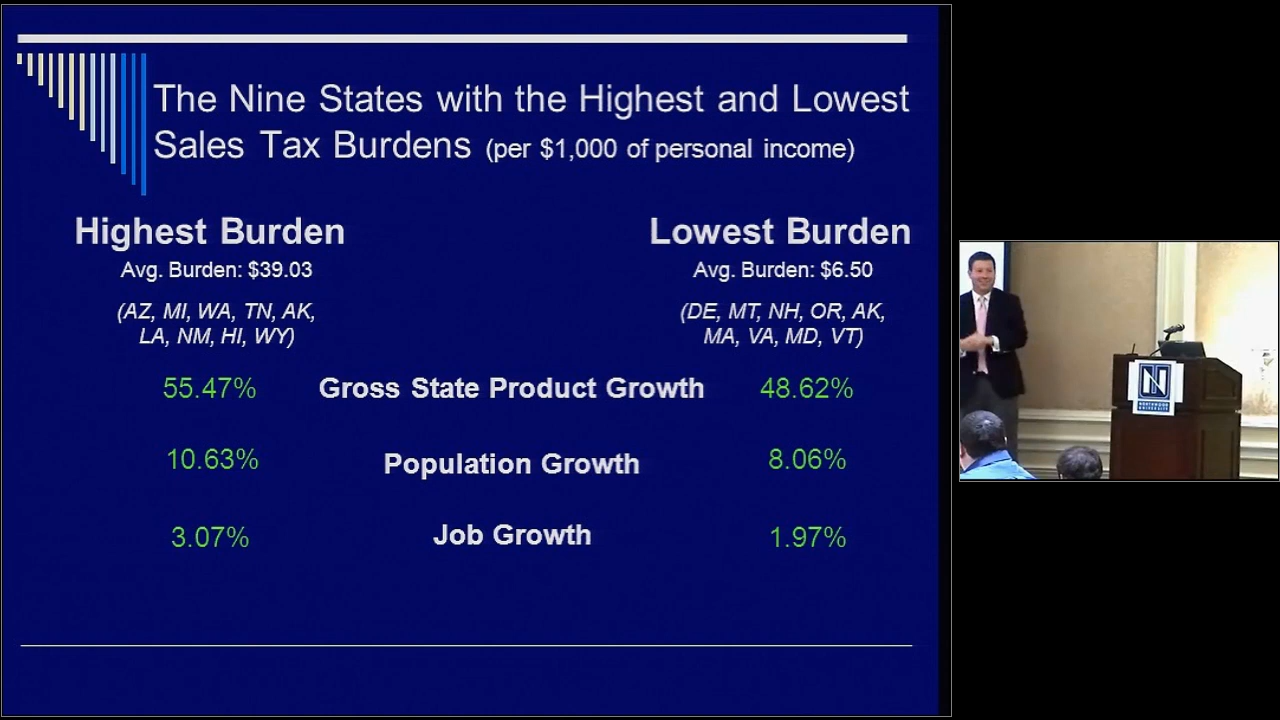 The Nine States with the Highest and Lowest
Sales Tax Burdens (per $1,000 of personal income)
Highest Burden
Avg. Burden: $39.03
(AZ, MI, WA, TN, AK,
LA, NM, HI, WY)
Lowest Burden
Avg. Burden: $6.50
(DE, MT, NH, OR, AK,
MA, VA, MD, VT)
55.47% Gross State Product Growth 48.62%
10.63% Population Growth 8.06%
3.07% Job Growth 1.97%
N
NORTHWOOD
UNIVERSITY